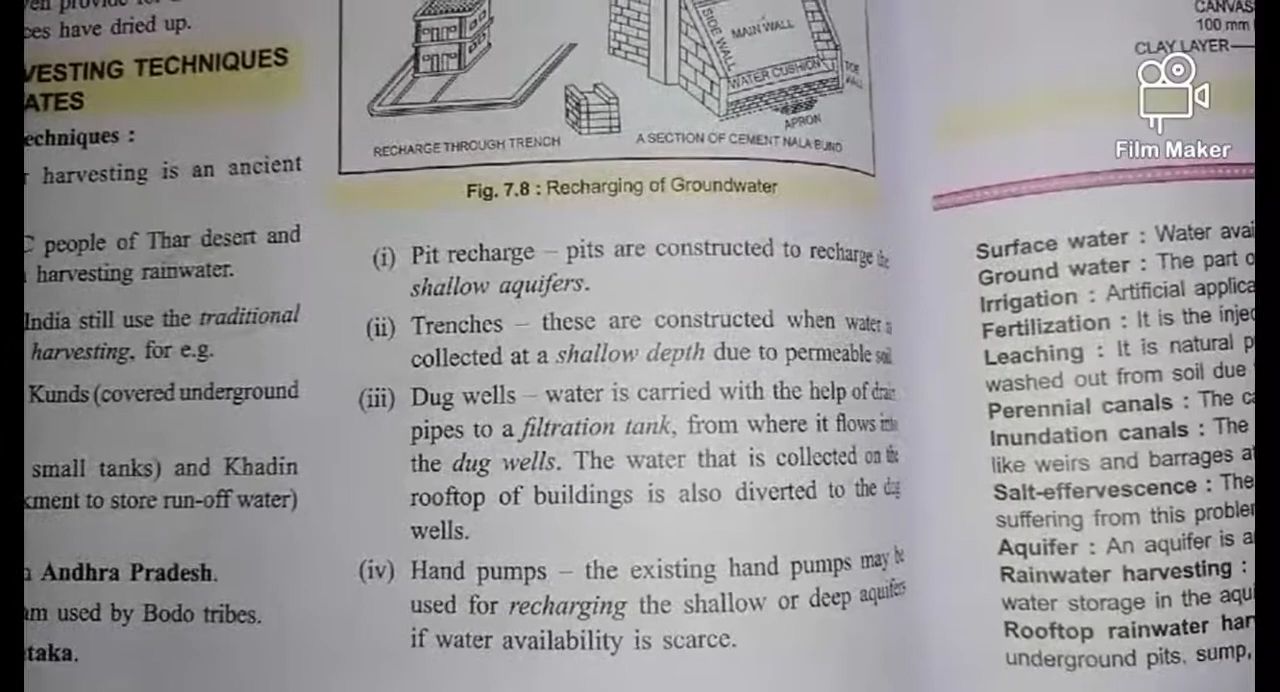 es have dried up.
VESTING TECHNIQUES
ATES
echniques :
harvesting is an ancient
people of Thar desert and
harvesting rainwater.
India still use the traditional
harvesting, for e.g.
Kunds (covered underground
small tanks) and Khadin
kment to store run-off water)
Andhra Pradesh.
am used by Bodo tribes.
taka.
SIDE WALL
MAIN WALL
WATER CUSHION
TOE WALL
APRON
RECHARGE THROUGH TRENCH
A SECTION OF CEMENT NALA BUND
Fig. 7.8 : Recharging of Groundwater
(i) Pit recharge – pits are constructed to recharge the
shallow aquifers.
(ii) Trenches – these are constructed when water
collected at a shallow depth due to permeable soil
(iii) Dug wells – water is carried with the help of drain
pipes to a filtration tank, from where it flows into
the dug wells. The water that is collected on the
rooftop of buildings is also diverted to the dug
wells.
(iv) Hand pumps – the existing hand pumps may be
used for recharging the shallow or deep aquifers
if water availability is scarce.
CANVAS
100 mm
CLAY LAYER
Film Maker
Surface water : Water avai
Ground water : The part o
Irrigation : Artificial applica
Fertilization : It is the injec
Leaching : It is natural p
washed out from soil due
Perennial canals : The ca
Inundation canals : The
like weirs and barrages a
Salt-effervescence : The
suffering from this probler
Aquifer : An aquifer is a
Rainwater harvesting :
water storage in the aqu
Rooftop rainwater har
underground pits, sump,